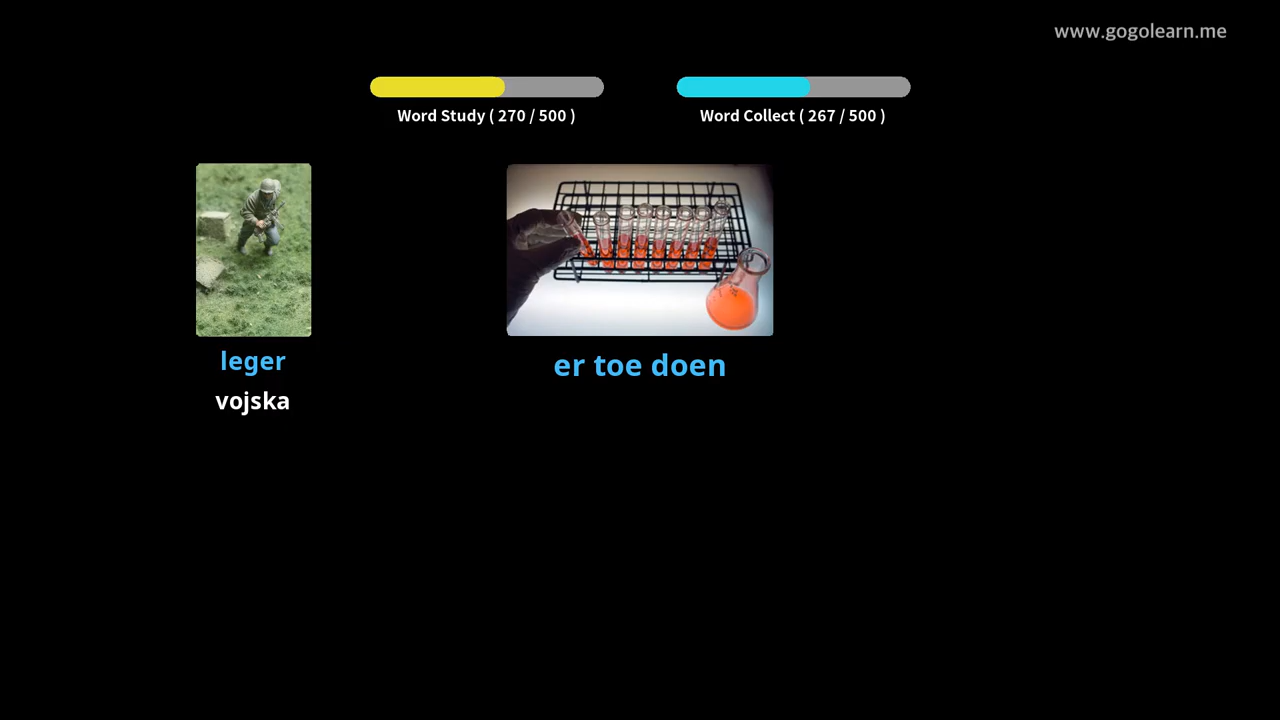 www.gogolearn.me
Word Study ( 270 / 500 )
Word Collect ( 267 / 500 )
leger
vojska
er toe doen